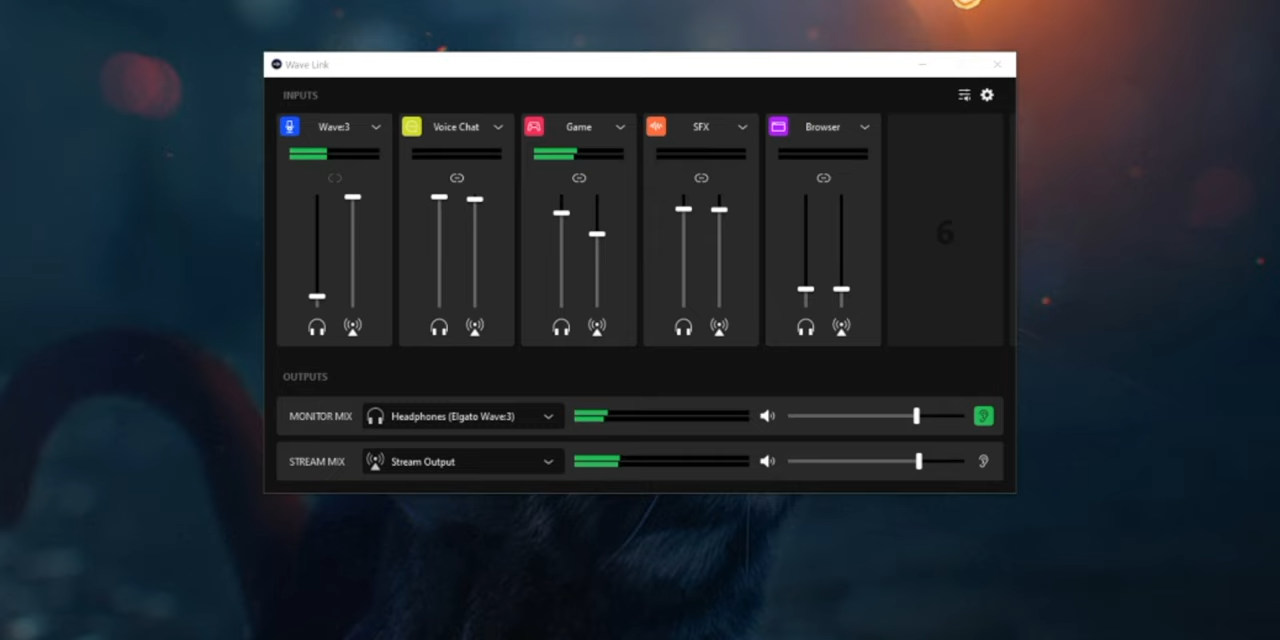 Wave Link
INPUTS
Wave:3
Voice Chat
Game
SFX
Browser
6
OUTPUTS
MONITOR MIX
Headphones (Elgato Wave:3)
STREAM MIX
Stream Output